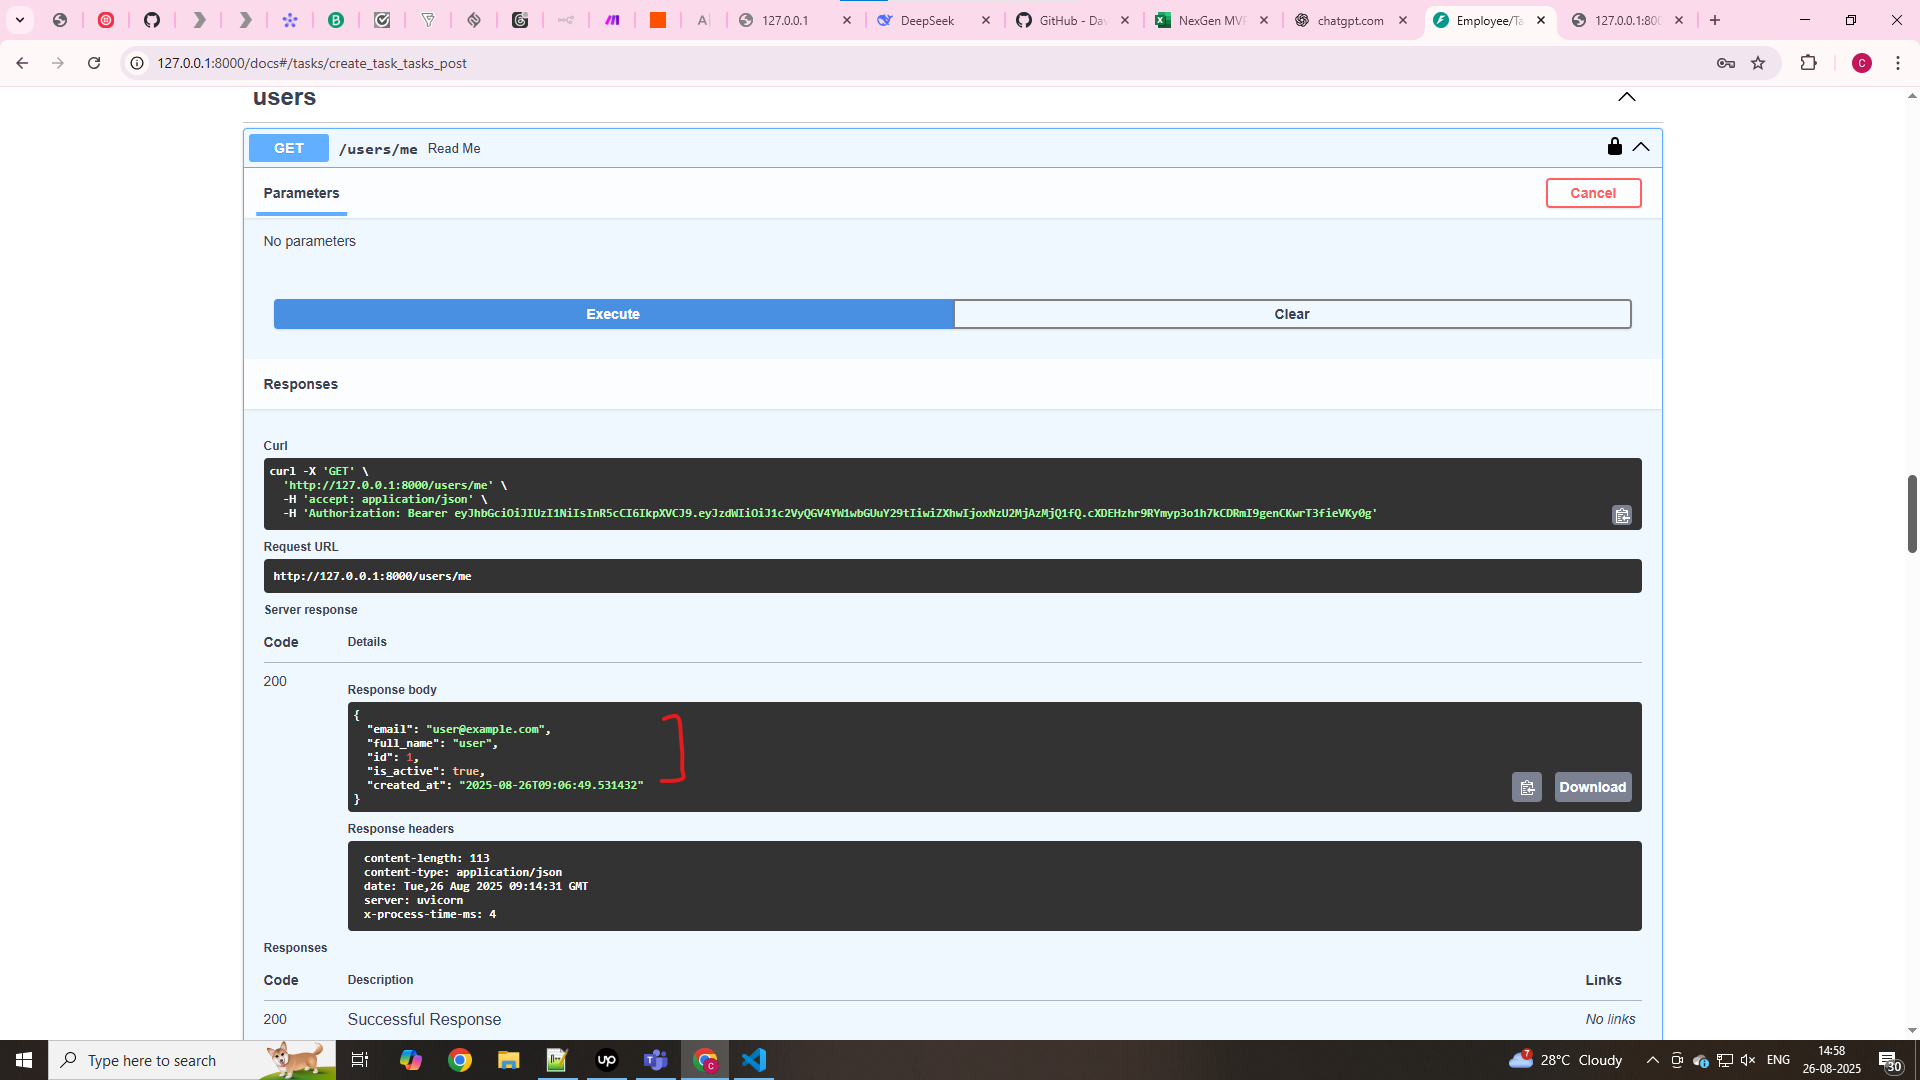 127.0.0.1
DeepSeek
GitHub - Dav
NexGen MVP
chatgpt.com
Employee/Ta
127.0.0.1:800
127.0.0.1:8000/docs#/tasks/create_task_tasks_post
C
users
GET /users/me Read Me
Parameters
Cancel
No parameters
Execute
Clear
Responses
Curl
curl -X 'GET' \
'http://127.0.0.1:8000/users/me' \
-H 'accept: application/json' \
-H 'Authorization: Bearer eyJhbGciOiJIUzI1NiIsInR5cCI6IkpXVCJ9.eyJzdWIiOiJ1c2VyQGV4YW1wbGUuY29tIiwiZXhwIjoxNzU2MjAzMjQ1fQ.cXDEHzhr9RYmyp3o1h7kCDRmI9genCKwrT3fieVKy0g'
Request URL
http://127.0.0.1:8000/users/me
Server response
Code Details
200
Response body
{
"email": "user@example.com",
"full_name": "user",
"id": 1,
"is_active": true,
"created_at": "2025-08-26T09:06:49.531432"
}
Download
Response headers
content-length: 113
content-type: application/json
date: Tue,26 Aug 2025 09:14:31 GMT
server: uvicorn
x-process-time-ms: 4
Responses
Code Description Links
200 Successful Response No links
Type here to search
up
7
28°C Cloudy
ENG
14:58
26-08-2025
30